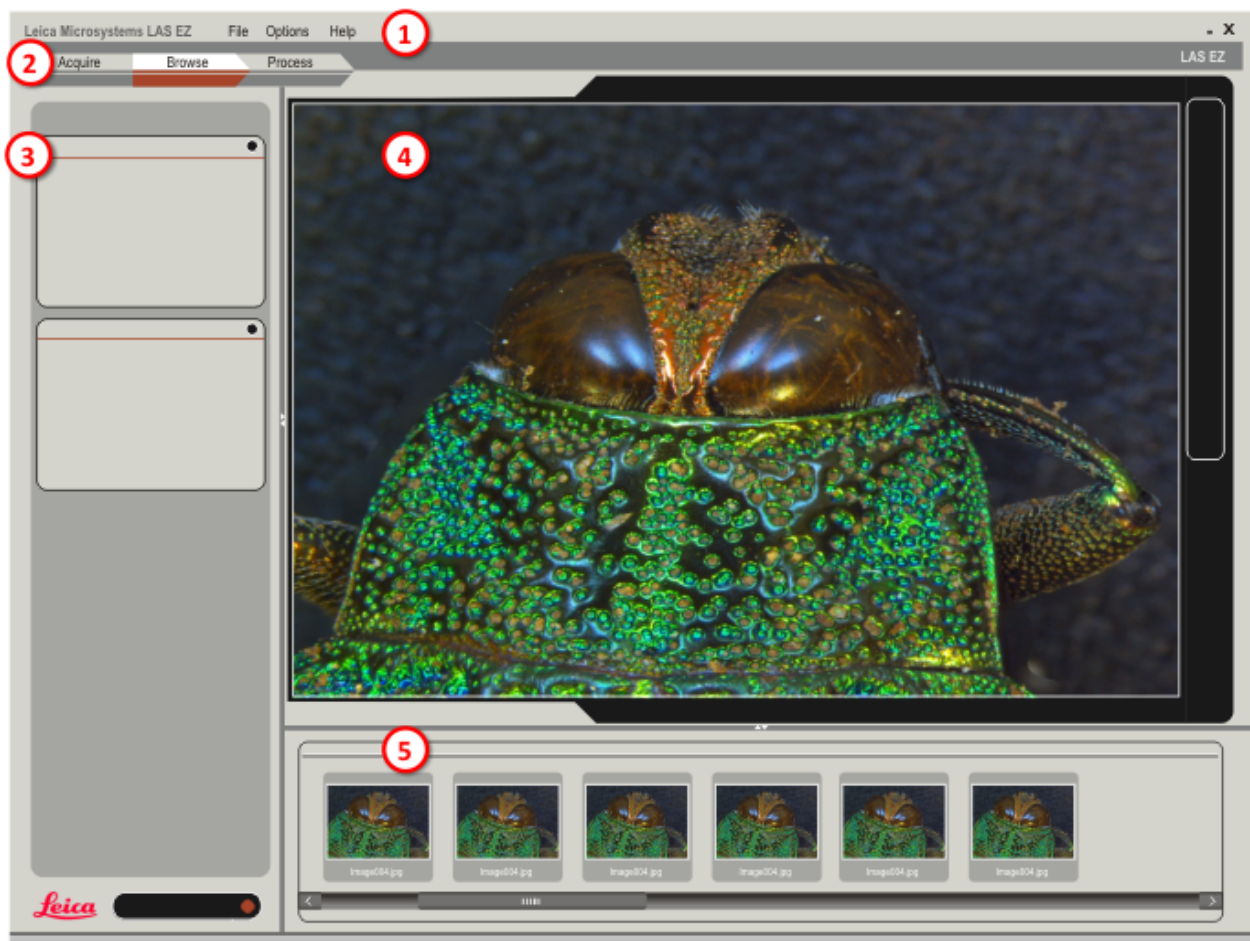 Leica Microsystems LAS EZ File Options Help 1 - X
LAS EZ
2 Acquire Browse Process
3
4
5
Image004.jpg Image004.jpg Image004.jpg Image004.jpg Image004.jpg Image004.jpg
Leica